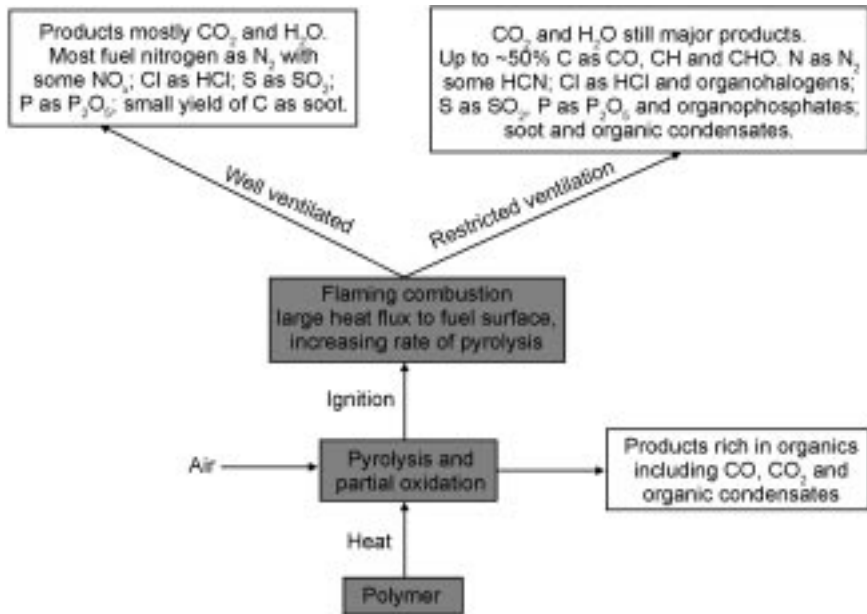 Products mostly CO₂ and H₂O.
Most fuel nitrogen as N₂ with
some NOₓ; Cl as HCl; S as SO₂;
P as P₂O₅; small yield of C as soot.
CO₂ and H₂O still major products.
Up to ~50% C as CO, CH and CHO. N as N₂
some HCN; Cl as HCl and organohalogens;
S as SO₂, P as P₂O₅ and organophosphates;
soot and organic condensates.
Well ventilated
Restricted ventilation
Flaming combustion
large heat flux to fuel surface,
increasing rate of pyrolysis
Ignition
Air
Pyrolysis and
partial oxidation
Products rich in organics
including CO, CO₂ and
organic condensates
Heat
Polymer